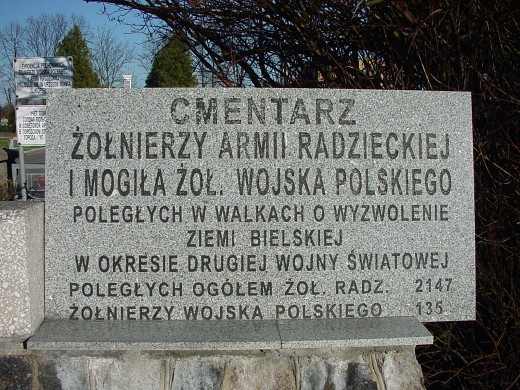 CMENTARZ
ŻOŁNIERZY ARMII RADZIECKIEJ
I MOGIŁA ŻOŁ. WOJSKA POLSKIEGO
POLEGŁYCH W WALKACH O WYZWOLENIE
ZIEMI BIELSKIEJ
W OKRESIE DRUGIEJ WOJNY ŚWIATOWEJ
POLEGŁYCH OGÓŁEM ŻOŁ. RADZ. 2147
ŻOŁNIERZY WOJSKA POLSKIEGO 135